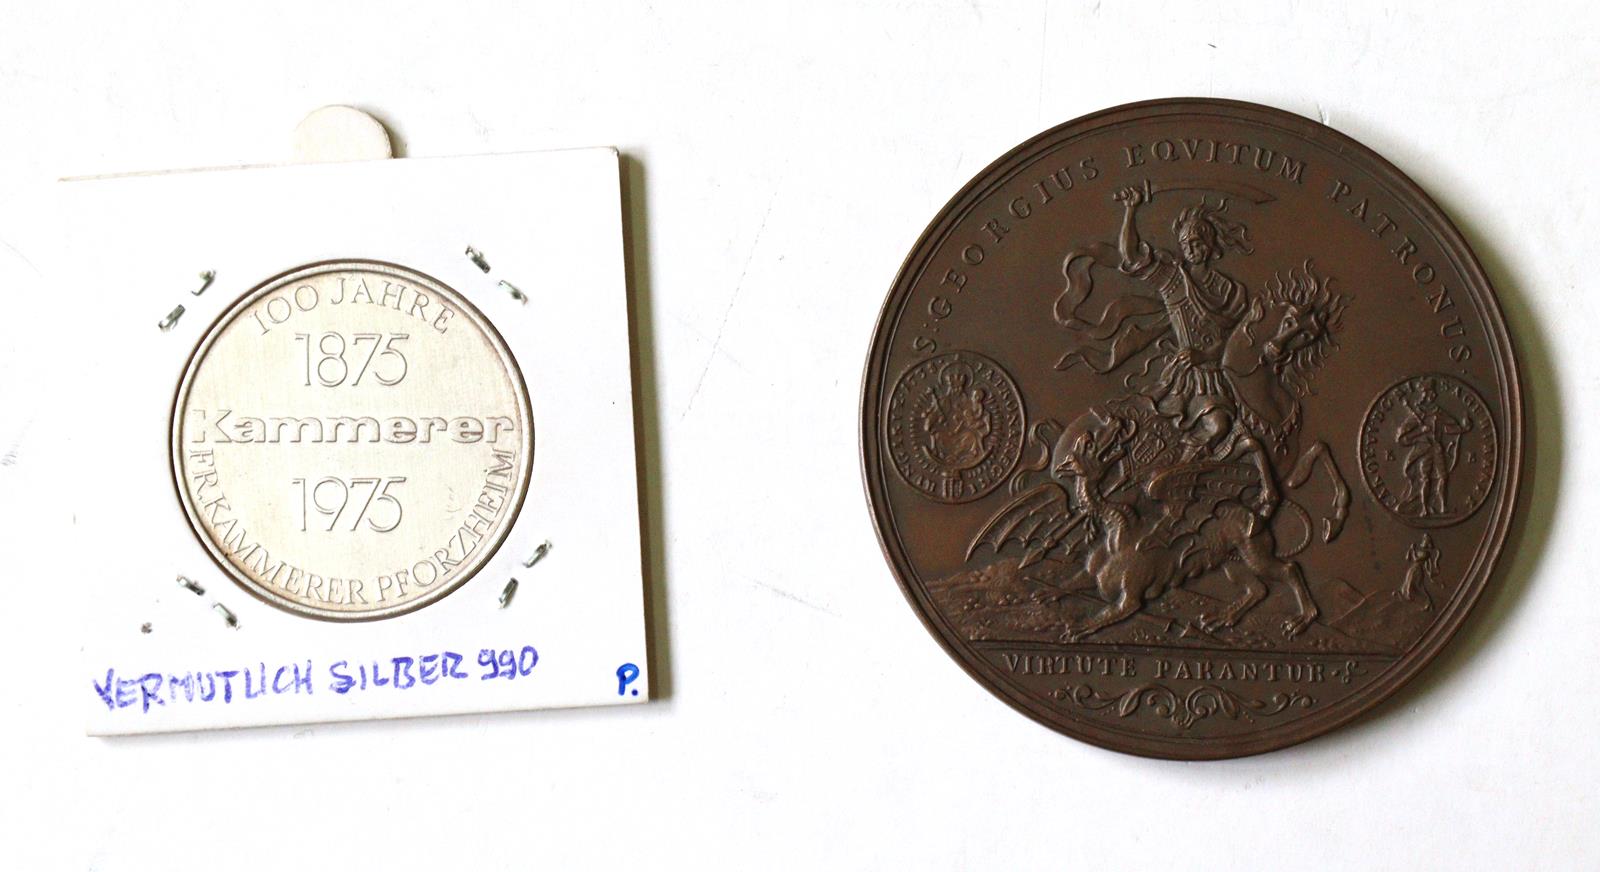 100 JAHRE
1875
Kammerer
1975
FR.KAMMERER PFORZHEIM
VERMUTLICH SILBER 990
P.
S: GEORGIUS EQVITUM PATRONUS.
K B
VIRTUTE PARANTUR